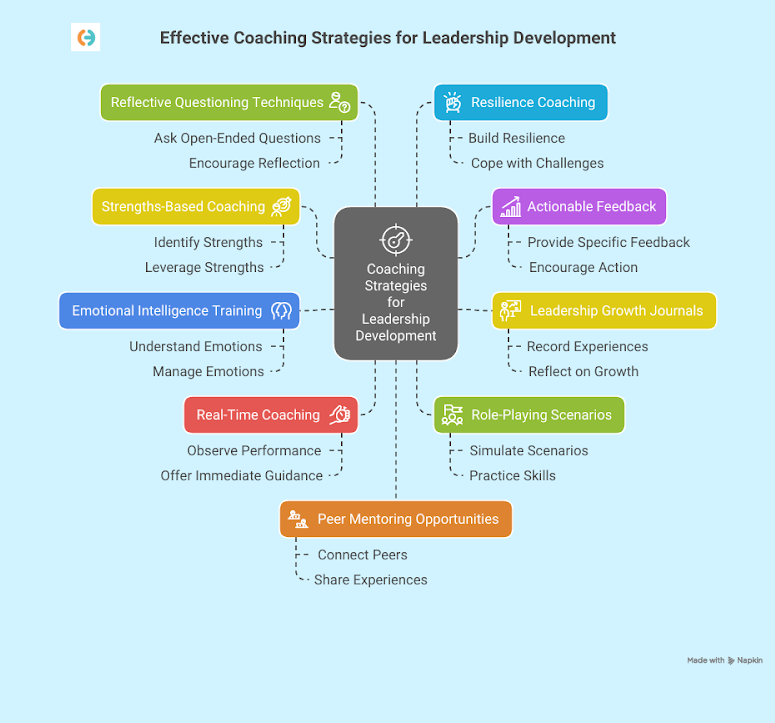 Effective Coaching Strategies for Leadership Development
Reflective Questioning Techniques
Ask Open-Ended Questions
Encourage Reflection
Resilience Coaching
Build Resilience
Cope with Challenges
Strengths-Based Coaching
Identify Strengths
Leverage Strengths
Actionable Feedback
Provide Specific Feedback
Encourage Action
Coaching
Strategies
for
Leadership
Development
Emotional Intelligence Training
Understand Emotions
Manage Emotions
Leadership Growth Journals
Record Experiences
Reflect on Growth
Real-Time Coaching
Observe Performance
Offer Immediate Guidance
Role-Playing Scenarios
Simulate Scenarios
Practice Skills
Peer Mentoring Opportunities
Connect Peers
Share Experiences
Made with Napkin